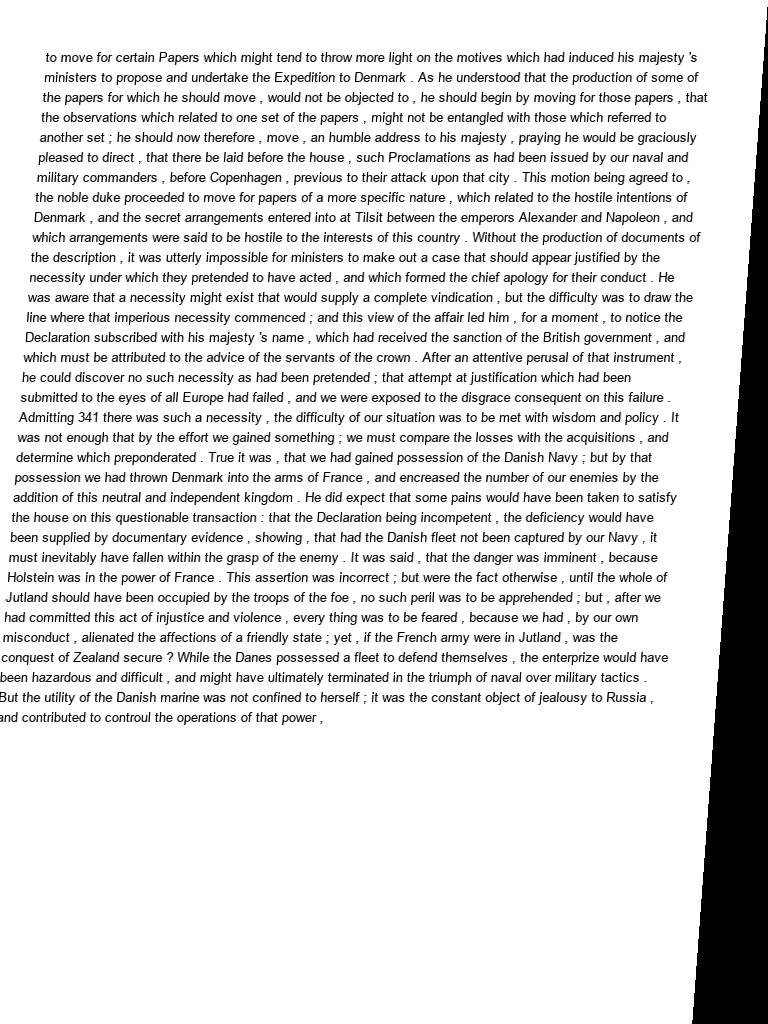 to move for certain Papers which might tend to throw more light on the motives which had induced his majesty 's
ministers to propose and undertake the Expedition to Denmark . As he understood that the production of some of
the papers for which he should move , would not be objected to , he should begin by moving for those papers , that
the observations which related to one set of the papers , might not be entangled with those which referred to
another set ; he should now therefore , move , an humble address to his majesty , praying he would be graciously
pleased to direct , that there be laid before the house , such Proclamations as had been issued by our naval and
military commanders , before Copenhagen , previous to their attack upon that city . This motion being agreed to ,
the noble duke proceeded to move for papers of a more specific nature , which related to the hostile intentions of
Denmark , and the secret arrangements entered into at Tilsit between the emperors Alexander and Napoleon , and
which arrangements were said to be hostile to the interests of this country . Without the production of documents of
the description , it was utterly impossible for ministers to make out a case that should appear justified by the
necessity under which they pretended to have acted , and which formed the chief apology for their conduct . He
was aware that a necessity might exist that would supply a complete vindication , but the difficulty was to draw the
line where that imperious necessity commenced ; and this view of the affair led him , for a moment , to notice the
Declaration subscribed with his majesty 's name , which had received the sanction of the British government , and
which must be attributed to the advice of the servants of the crown . After an attentive perusal of that instrument ,
he could discover no such necessity as had been pretended ; that attempt at justification which had been
submitted to the eyes of all Europe had failed , and we were exposed to the disgrace consequent on this failure .
Admitting 341 there was such a necessity , the difficulty of our situation was to be met with wisdom and policy . It
was not enough that by the effort we gained something ; we must compare the losses with the acquisitions , and
determine which preponderated . True it was , that we had gained possession of the Danish Navy ; but by that
possession we had thrown Denmark into the arms of France , and encreased the number of our enemies by the
addition of this neutral and independent kingdom . He did expect that some pains would have been taken to satisfy
the house on this questionable transaction : that the Declaration being incompetent , the deficiency would have
been supplied by documentary evidence , showing , that had the Danish fleet not been captured by our Navy , it
must inevitably have fallen within the grasp of the enemy . It was said , that the danger was imminent , because
Holstein was in the power of France . This assertion was incorrect ; but were the fact otherwise , until the whole of
Jutland should have been occupied by the troops of the foe , no such peril was to be apprehended ; but , after we
had committed this act of injustice and violence , every thing was to be feared , because we had , by our own
misconduct , alienated the affections of a friendly state ; yet , if the French army were in Jutland , was the
conquest of Zealand secure ? While the Danes possessed a fleet to defend themselves , the enterprize would have
been hazardous and difficult , and might have ultimately terminated in the triumph of naval over military tactics .
But the utility of the Danish marine was not confined to herself ; it was the constant object of jealousy to Russia ,
and contributed to controul the operations of that power ,